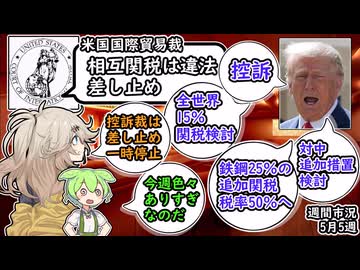 米国国際貿易裁
相互関税は違法
差し止め
控訴
全世界
15%
関税検討
控訴裁は
差し止め
一時停止
対中
追加措置
検討
鉄鋼25%の
追加関税
税率50%へ
今週色々
ありすぎ
なのだ
週間市況
5月5週
UNITED STATES